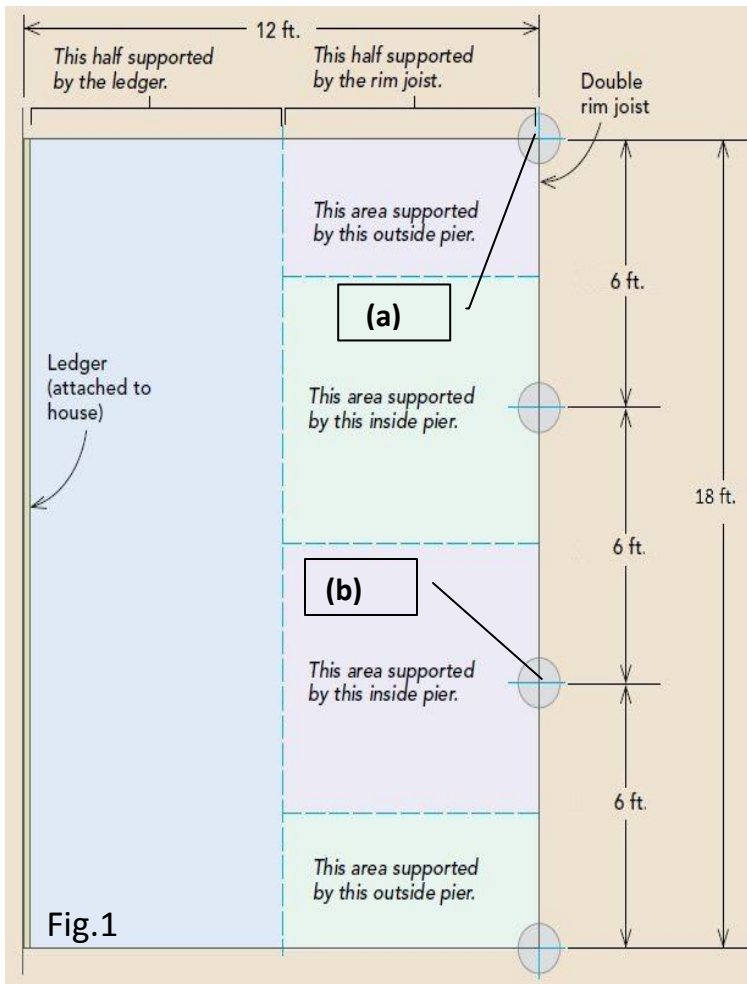 12 ft.
This half supported
by the ledger.
This half supported
by the rim joist.
Double
rim joist
This area supported
by this outside pier.
6 ft.
(a)
Ledger
(attached to
house)
This area supported
by this inside pier.
18 ft.
6 ft.
(b)
This area supported
by this inside pier.
6 ft.
This area supported
by this outside pier.
Fig.1